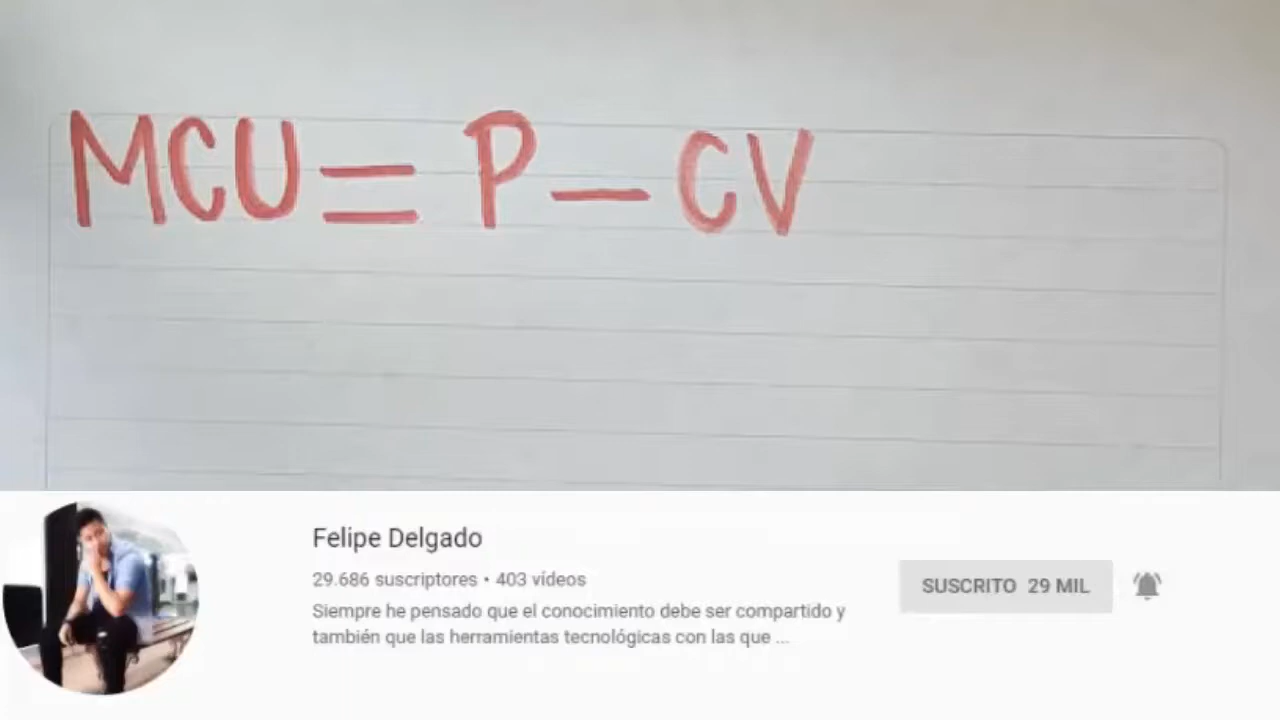 MCU = P - CV
Felipe Delgado
29.686 suscriptores • 403 vídeos
SUSCRITO 29 MIL
Siempre he pensado que el conocimiento debe ser compartido y
también que las herramientas tecnológicas con las que ...